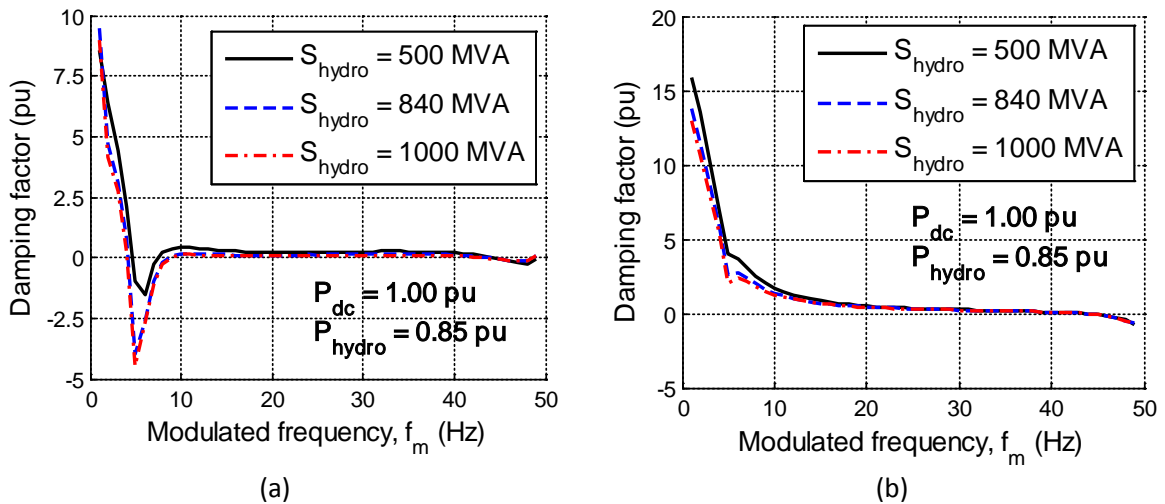 10
7.5
5
2.5
0
-2.5
-5
Damping factor (pu)
S_hydro = 500 MVA
S_hydro = 840 MVA
S_hydro = 1000 MVA
P_dc = 1.00 pu
P_hydro = 0.85 pu
0 10 20 30 40 50
Modulated frequency, f_m (Hz)
(a)
20
15
10
5
0
-5
Damping factor (pu)
S_hydro = 500 MVA
S_hydro = 840 MVA
S_hydro = 1000 MVA
P_dc = 1.00 pu
P_hydro = 0.85 pu
0 10 20 30 40 50
Modulated frequency, f_m (Hz)
(b)